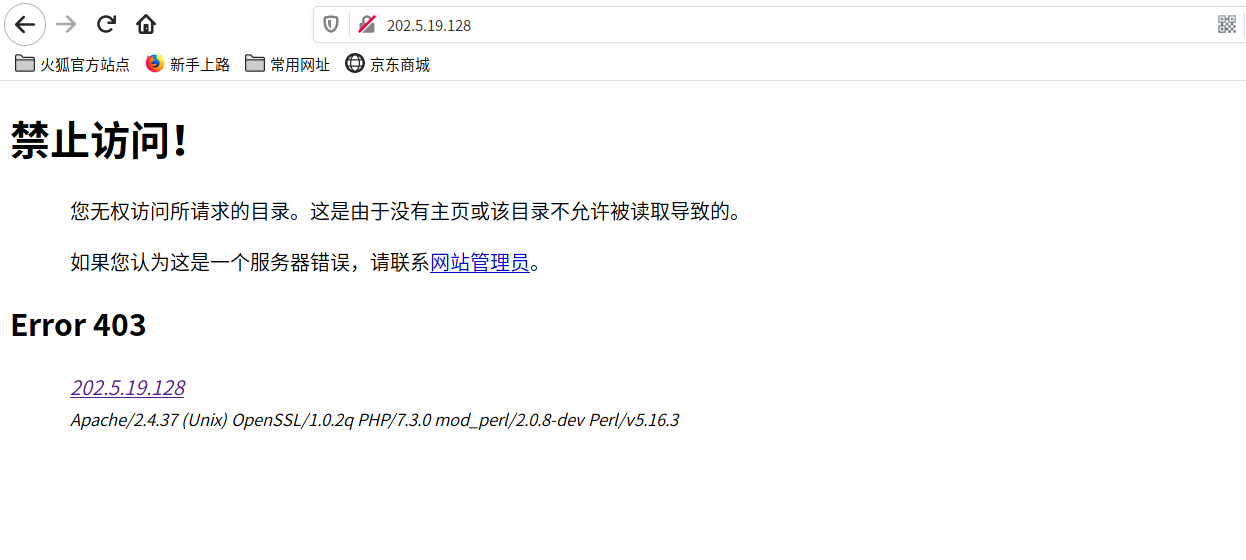 202.5.19.128
火狐官方站点 新手上路 常用网址 京东商城
禁止访问!
您无权访问所请求的目录。这是由于没有主页或该目录不允许被读取导致的。
如果您认为这是一个服务器错误，请联系网站管理员。
Error 403
202.5.19.128
Apache/2.4.37 (Unix) OpenSSL/1.0.2q PHP/7.3.0 mod_perl/2.0.8-dev Perl/v5.16.3